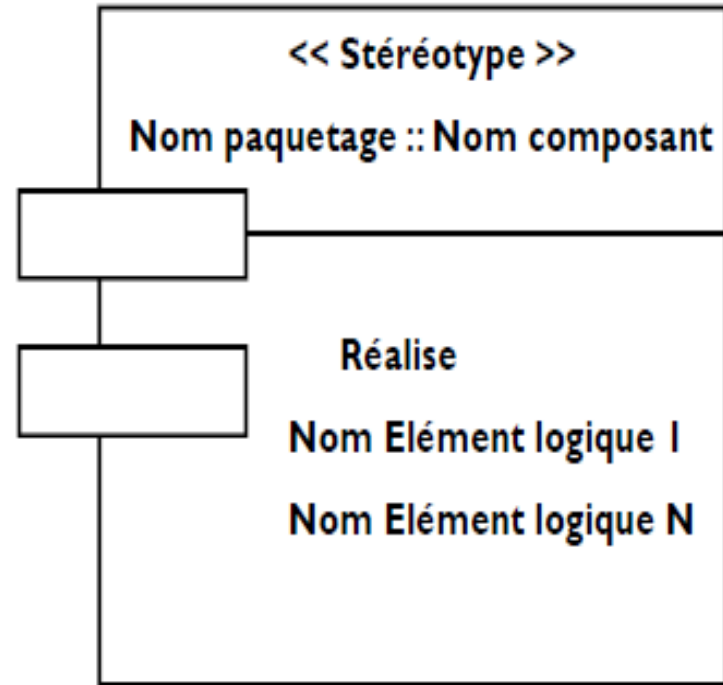 << Stéréotype >>
Nom paquetage :: Nom composant
Réalise
Nom Elément logique 1
Nom Elément logique N